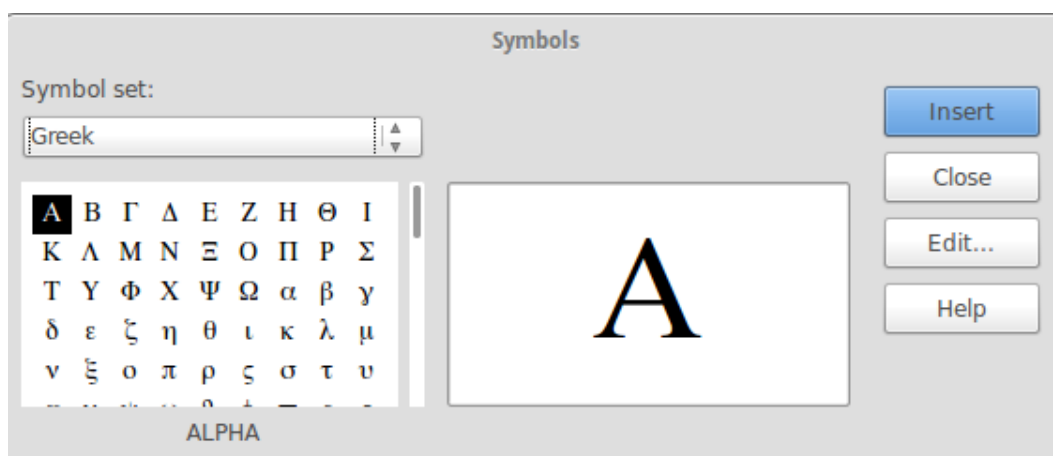 Symbols
Symbol set:
Greek
Α Β Γ Δ Ε Ζ Η Θ Ι
Κ Λ Μ Ν Ξ Ο Π Ρ Σ
Τ Υ Φ Χ Ψ Ω α β γ
δ ε ζ η θ ι κ λ μ
ν ξ ο π ρ ς σ τ υ
ALPHA
Α
Insert
Close
Edit...
Help